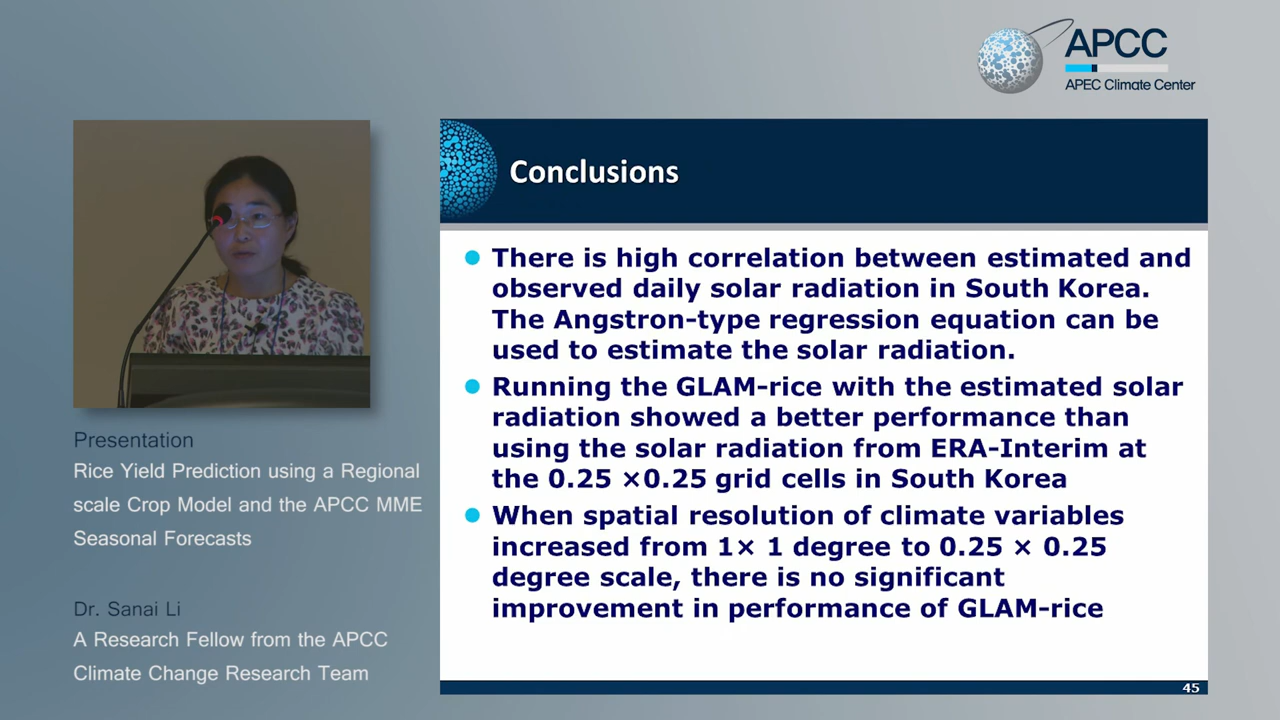 APCC
APEC Climate Center
Conclusions
There is high correlation between estimated and
observed daily solar radiation in South Korea.
The Angstron-type regression equation can be
used to estimate the solar radiation.
Running the GLAM-rice with the estimated solar
radiation showed a better performance than
using the solar radiation from ERA-Interim at
the 0.25 ×0.25 grid cells in South Korea
When spatial resolution of climate variables
increased from 1× 1 degree to 0.25 × 0.25
degree scale, there is no significant
improvement in performance of GLAM-rice
45
Presentation
Rice Yield Prediction using a Regional
scale Crop Model and the APCC MME
Seasonal Forecasts
Dr. Sanai Li
A Research Fellow from the APCC
Climate Change Research Team